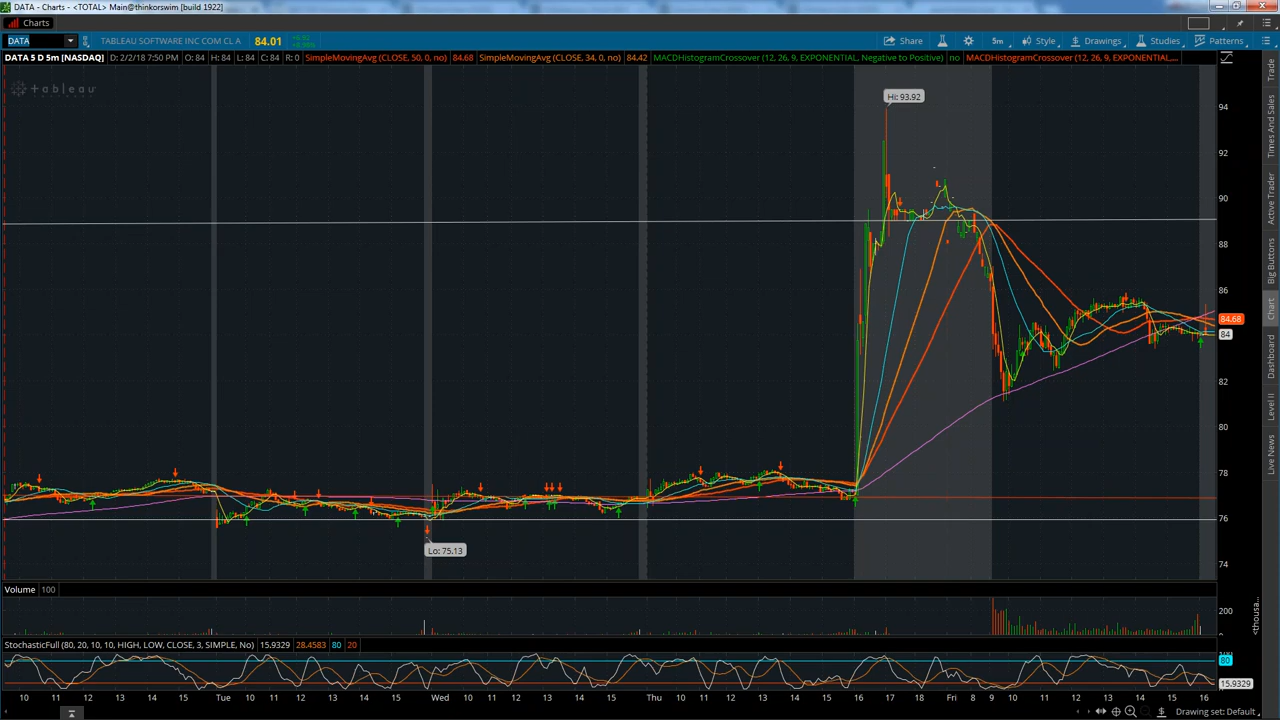 DATA - Charts - <TOTAL> Main@thinkorswim [build 1922]
Charts
DATA TABLEAU SOFTWARE INC COM CL A 84.01 Share 5m Style Drawings Studies Patterns
DATA 5 D 5m [NASDAQ] D: 2/2/18 7:50 PM O: 84 H: 84 L: 84 C: 84 R: 0 SimpleMovingAvg (CLOSE, 50, 0, no) 84.68 SimpleMovingAvg (CLOSE, 34, 0, no) 84.42 MACDHistogramCrossover (12, 26, 9, EXPONENTIAL, Negative to Positive) no MACDHistogramCrossover (12, 26, 9, EXPONENTIAL,...
tableau
Hi: 93.92
94
92
90
88
86
84.68
84
82
80
78
76
Lo: 75.13
74
Trade
Times And Sales
Active Trader
Big Buttons
Chart
Dashboard
Level II
Live News
Volume 100
200
<thousa...
StochasticFull (80, 20, 10, 10, HIGH, LOW, CLOSE, 3, SIMPLE, No) 15.9329 28.4583 80 20
80
15.9329
10 11 12 13 14 15 Tue 10 11 12 13 14 15 Wed 10 11 12 13 14 15 Thu 10 11 12 13 14 15 16 17 18 19 Fri 8 9 10 11 12 13 14 15 16
Drawing set: Default